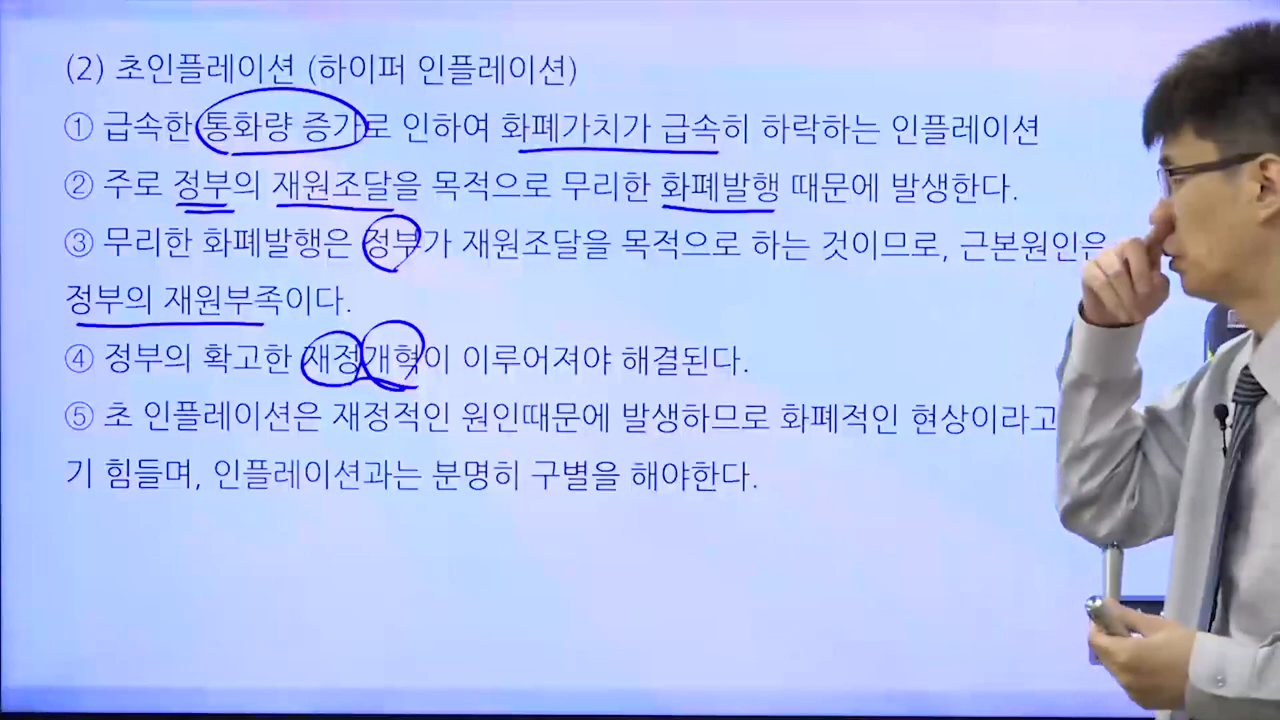 (2) 초인플레이션 (하이퍼 인플레이션)
① 급속한 통화량 증가로 인하여 화폐가치가 급속히 하락하는 인플레이션
② 주로 정부의 재원조달을 목적으로 무리한 화폐발행 때문에 발생한다.
③ 무리한 화폐발행은 정부가 재원조달을 목적으로 하는 것이므로, 근본원인은
정부의 재원부족이다.
④ 정부의 확고한 재정개혁이 이루어져야 해결된다.
⑤ 초 인플레이션은 재정적인 원인때문에 발생하므로 화폐적인 현상이라고
기 힘들며, 인플레이션과는 분명히 구별을 해야한다.